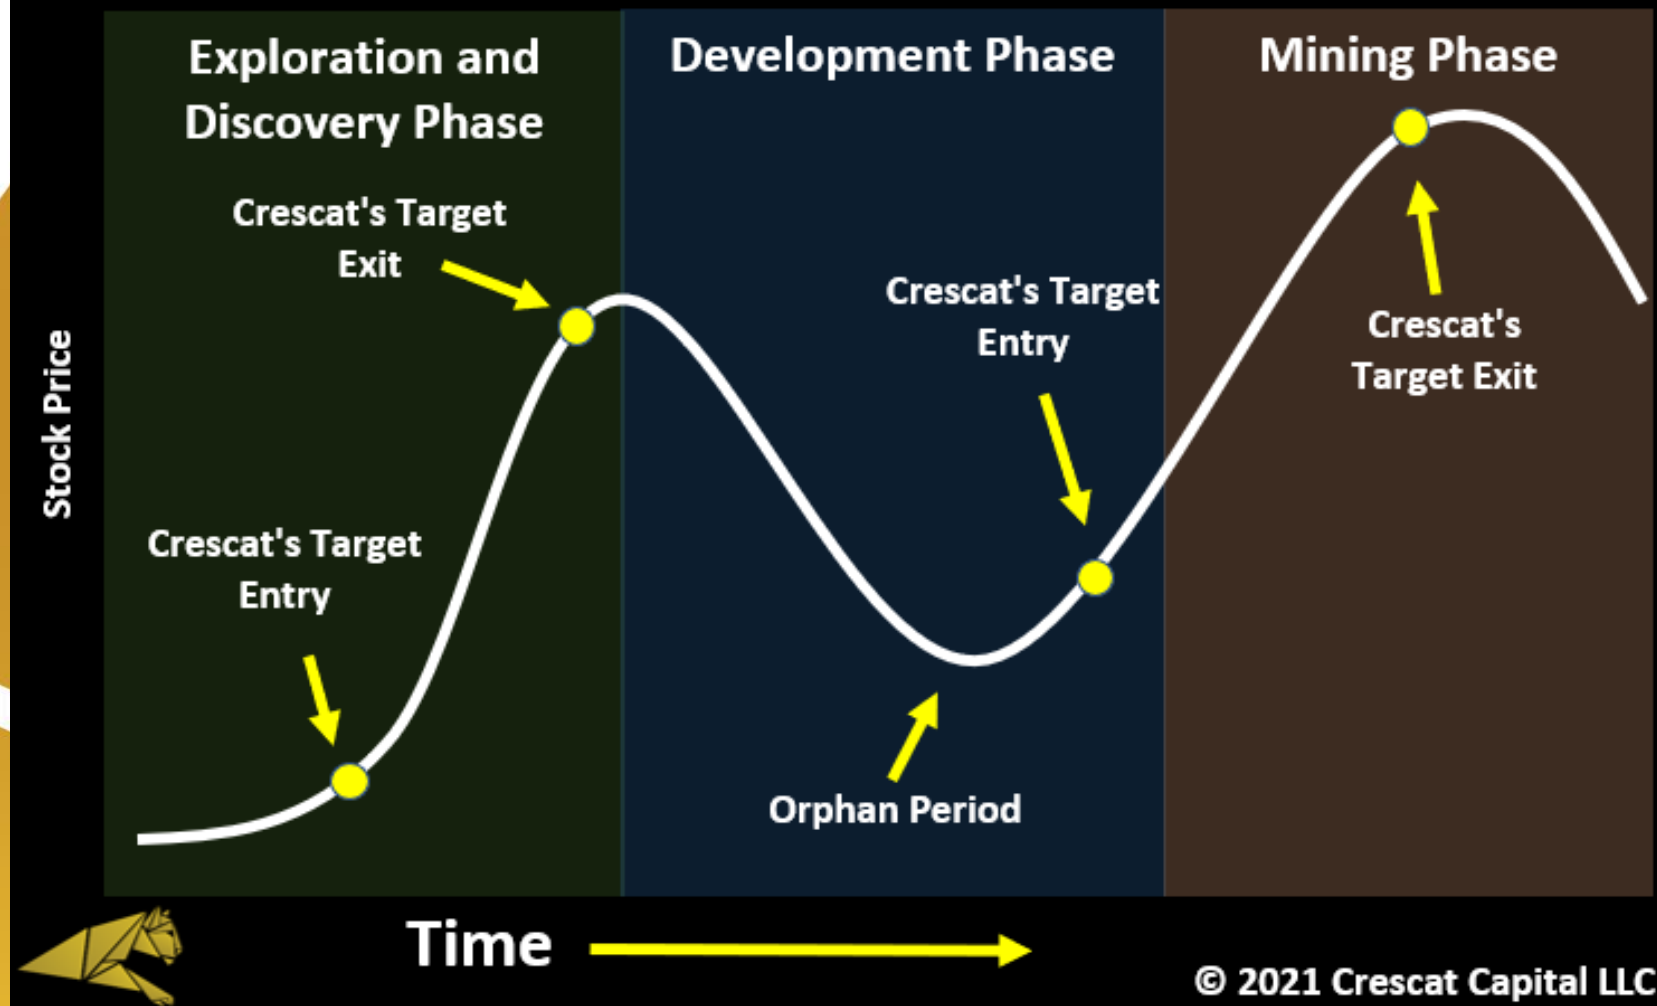 Exploration and
Discovery Phase
Development Phase
Mining Phase
Crescat's Target
Exit
Crescat's Target
Entry
Crescat's
Target Exit
Stock Price
Crescat's Target
Entry
Orphan Period
Time
© 2021 Crescat Capital LLC